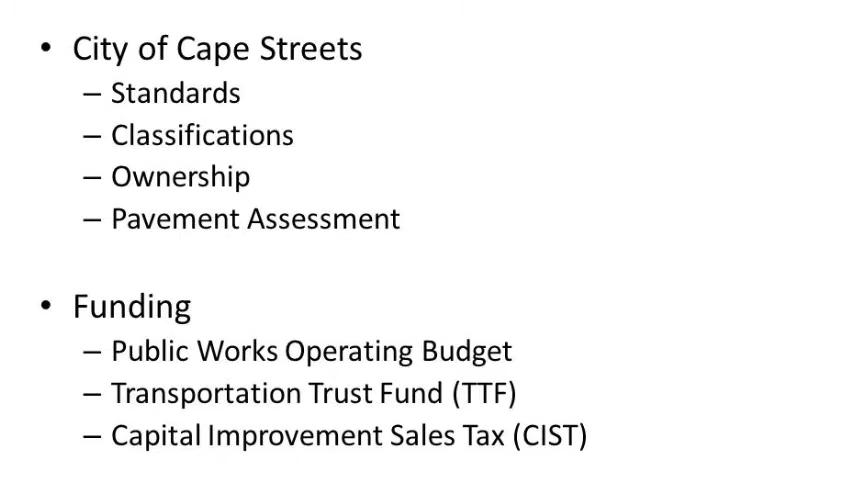 • City of Cape Streets
– Standards
– Classifications
– Ownership
– Pavement Assessment
• Funding
– Public Works Operating Budget
– Transportation Trust Fund (TTF)
– Capital Improvement Sales Tax (CIST)